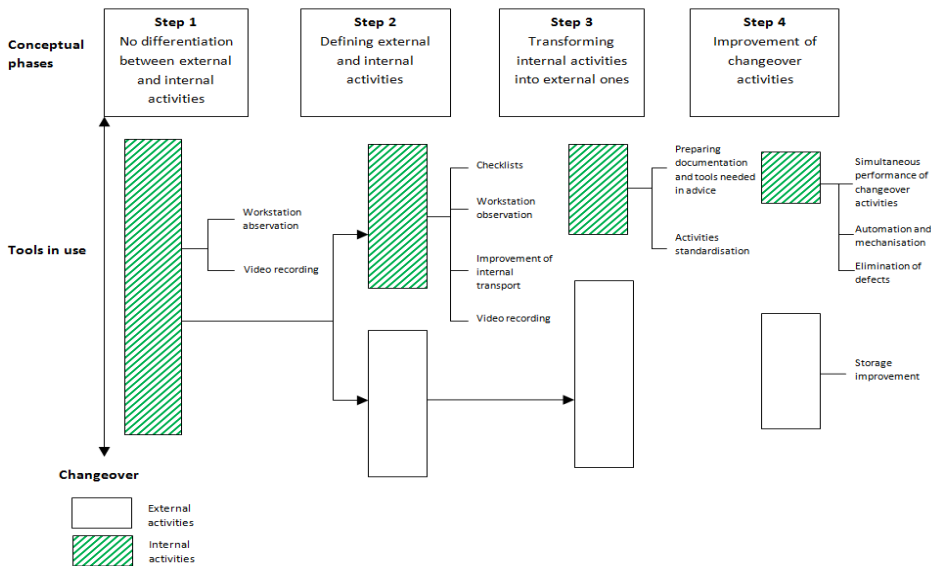 Conceptual
phases
Step 1
No differentiation
between external
and internal
activities
Step 2
Defining external
and internal
activities
Step 3
Transforming
internal activities
into external ones
Step 4
Improvement of
changeover
activities
Tools in use
Workstation
abservation
Video recording
Checklists
Workstation
observation
Improvement of
internal
transport
Video recording
Preparing
documentation
and tools needed
in advice
Activities
standardisation
Simultaneous
performance of
changeover
activities
Automation and
mechanisation
Elimination of
defects
Storage
improvement
Changeover
External
activities
Internal
activities